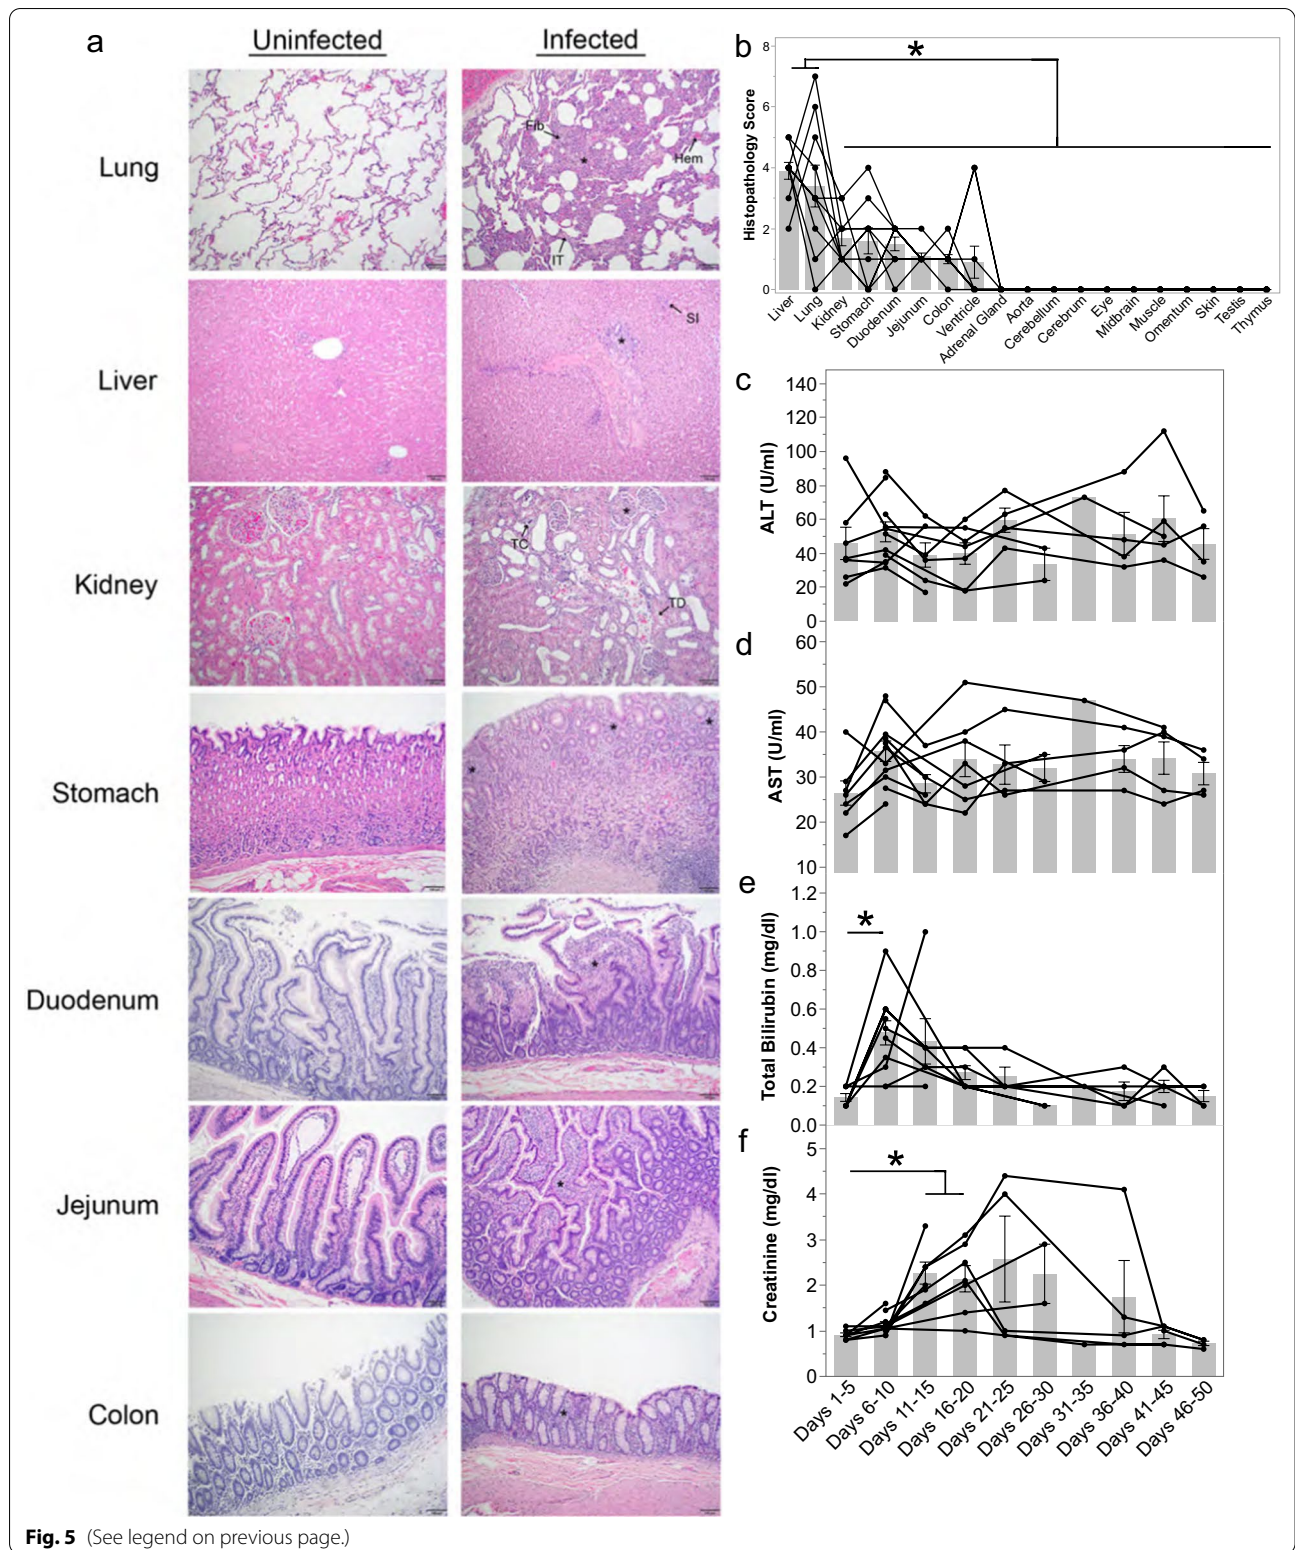 a
Uninfected
Infected
Lung
Fib
Hem
IT
Liver
SI
Kidney
TC
TD
Stomach
Duodenum
Jejunum
Colon
b
Histopathology Score
8
6
4
2
0
*
Liver
Lung
Kidney
Stomach
Duodenum
Jejunum
Colon
Ventricle
Adrenal Gland
Aorta
Cerebellum
Cerebrum
Eye
Midbrain
Muscle
Omentum
Skin
Testis
Thymus
c
ALT (U/ml)
140
120
100
80
60
40
20
0
d
AST (U/ml)
60
50
40
30
20
10
e
Total Bilirubin (mg/dl)
1.2
1.0
0.8
0.6
0.4
0.2
0.0
*
f
Creatinine (mg/dl)
5
4
3
2
1
0
*
Days 1-5
Days 6-10
Days 11-15
Days 16-20
Days 21-25
Days 26-30
Days 31-35
Days 36-40
Days 41-45
Days 46-50
Fig. 5 (See legend on previous page.)